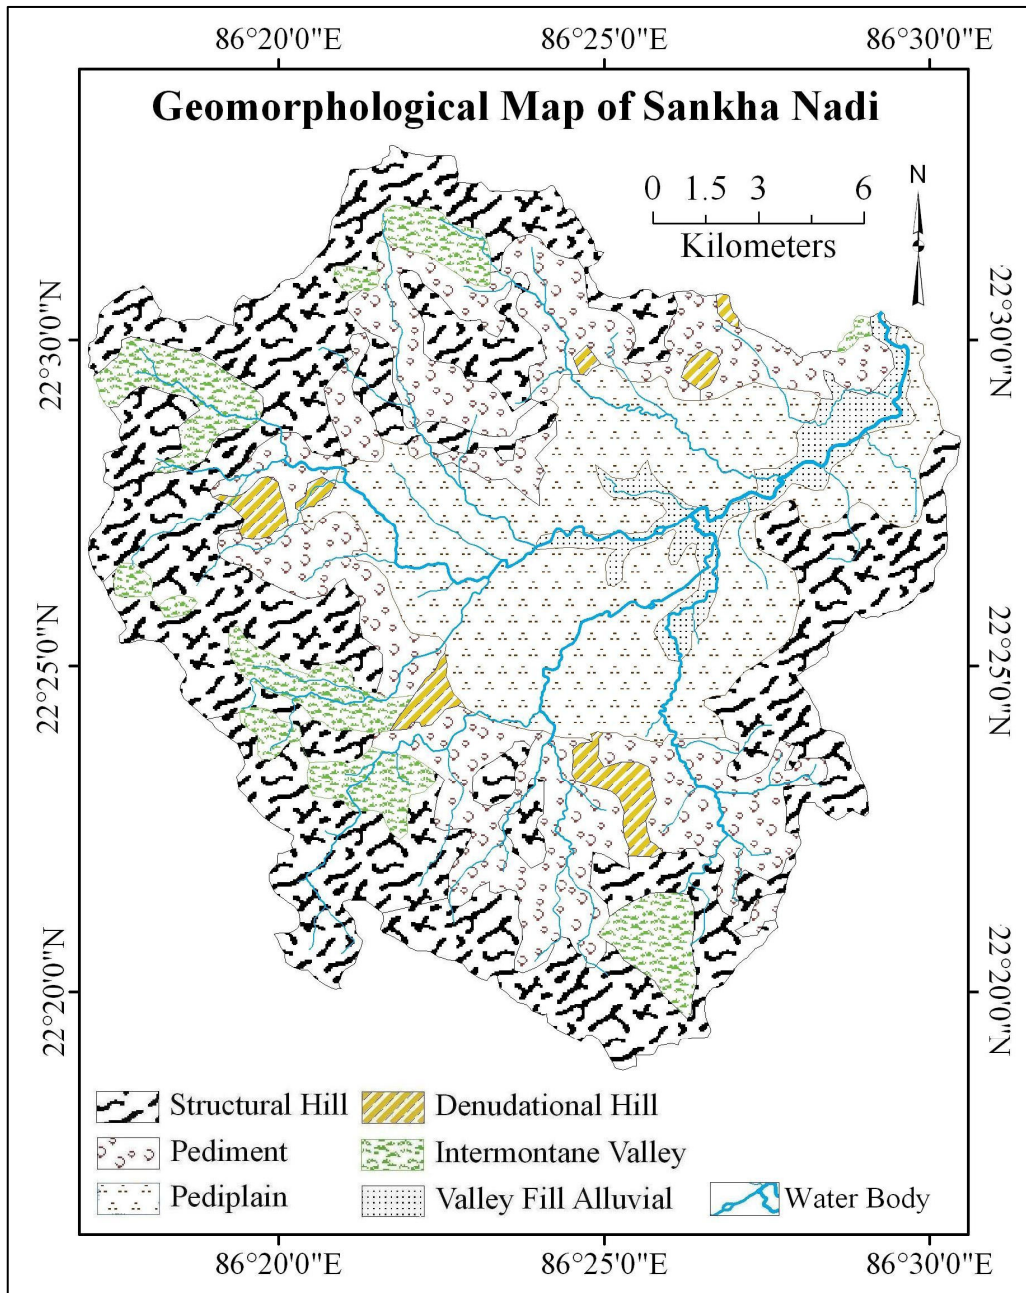 86°20'0"E 86°25'0"E 86°30'0"E
Geomorphological Map of Sankha Nadi
0 1.5 3 6
Kilometers
N
22°30'0"N
22°30'0"N
22°25'0"N
22°25'0"N
22°20'0"N
22°20'0"N
Structural Hill
Denudational Hill
Pediment
Intermontane Valley
Pediplain
Valley Fill Alluvial
Water Body
86°20'0"E 86°25'0"E 86°30'0"E